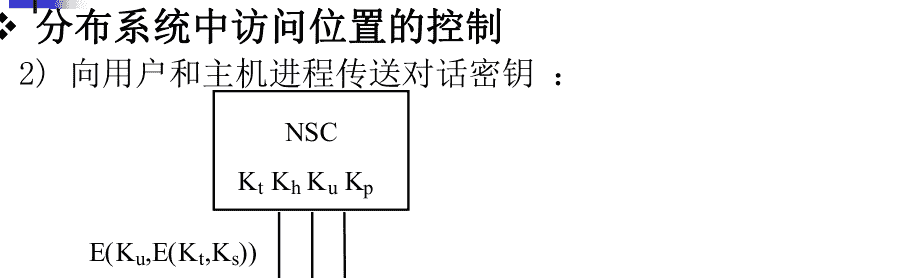 分布系统中访问位置的控制
2) 向用户和主机进程传送对话密钥 :
NSC
Kt Kh Ku Kp
E(Ku,E(Kt,Ks))